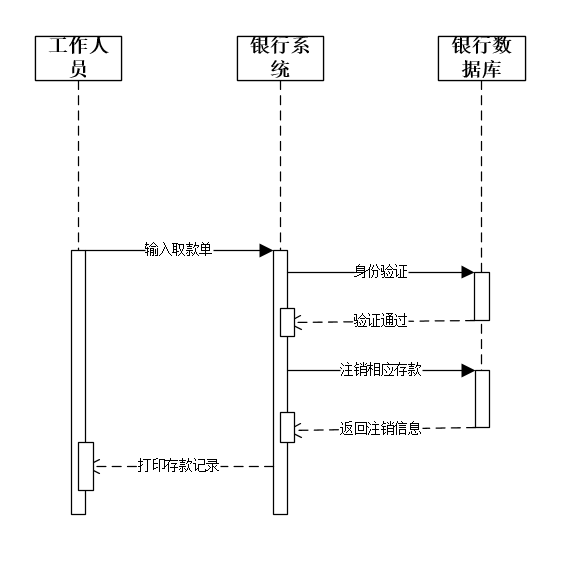 工作人
员
银行系
统
银行数
据库
输入取款单
身份验证
验证通过
注销相应存款
返回注销信息
打印存款记录